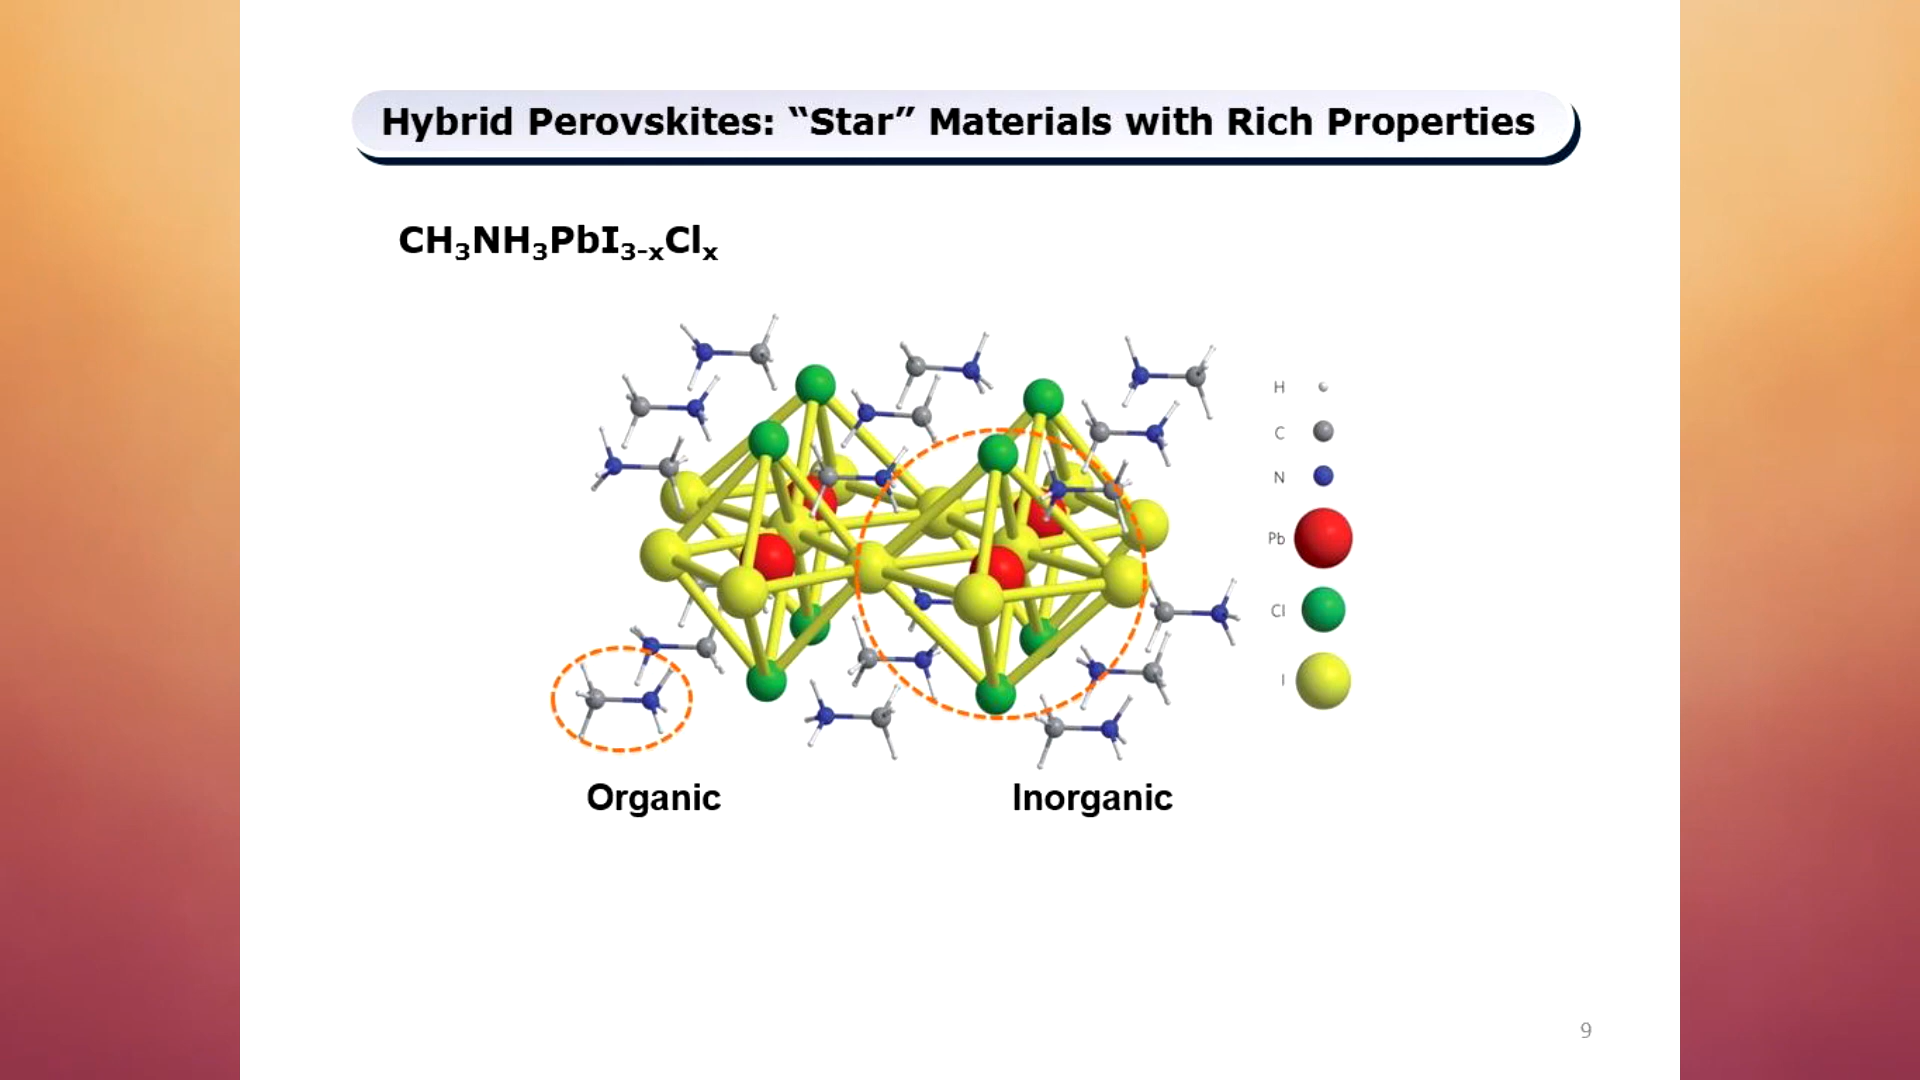 Hybrid Perovskites: “Star” Materials with Rich Properties
CH₃NH₃PbI₃₋ₓClₓ
H
C
N
Pb
Cl
I
Organic
Inorganic
9